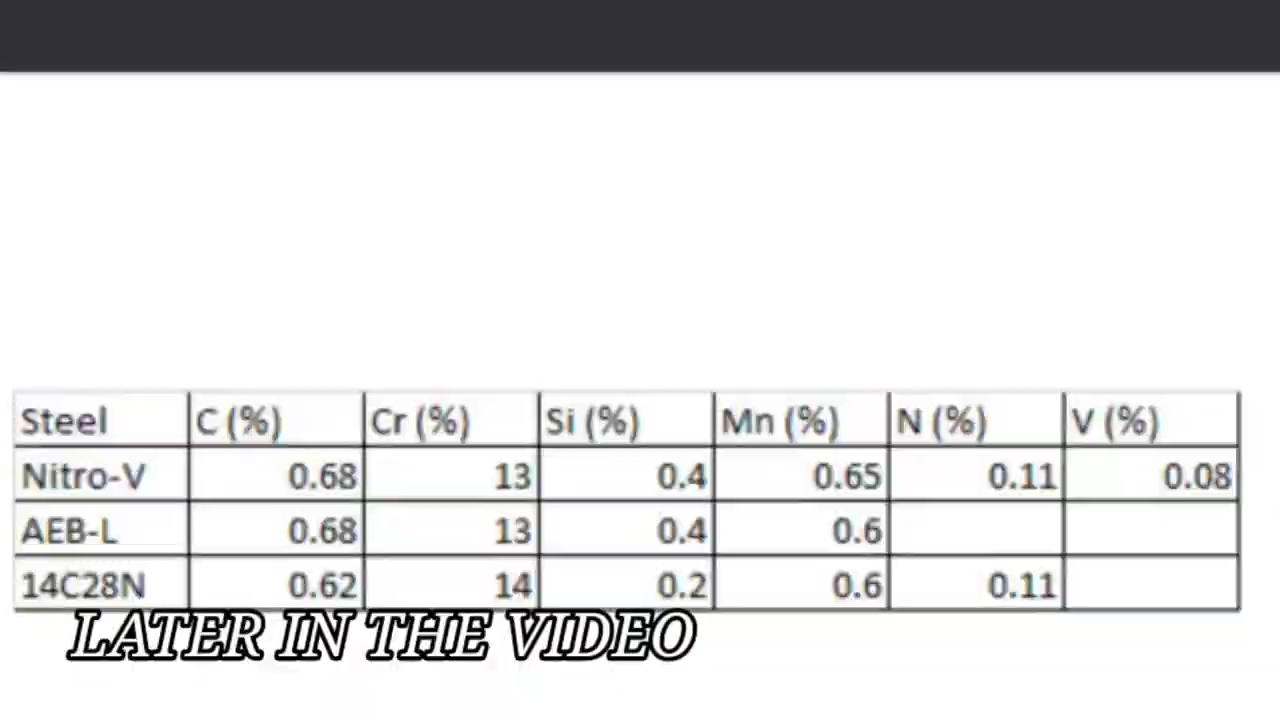 Steel C (%) Cr (%) Si (%) Mn (%) N (%) V (%)
Nitro-V 0.68 13 0.4 0.65 0.11 0.08
AEB-L 0.68 13 0.4 0.6
14C28N 0.62 14 0.2 0.6 0.11
LATER IN THE VIDEO